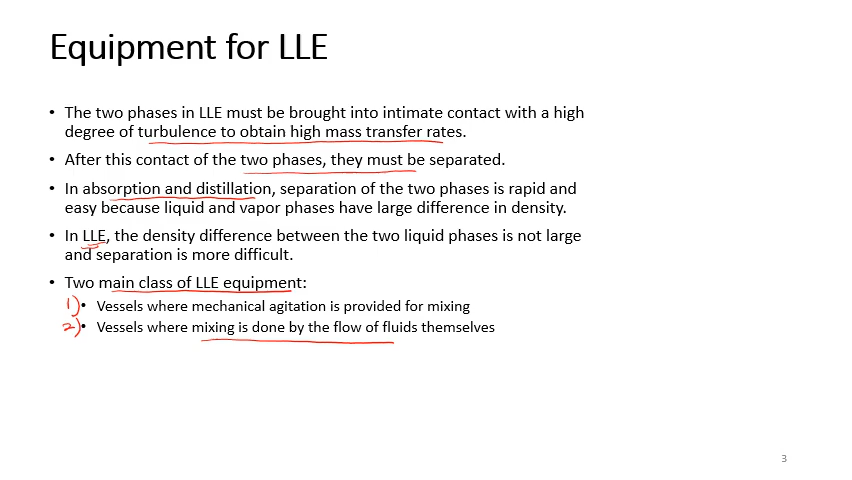 Equipment for LLE
• The two phases in LLE must be brought into intimate contact with a high
degree of turbulence to obtain high mass transfer rates.
• After this contact of the two phases, they must be separated.
• In absorption and distillation, separation of the two phases is rapid and
easy because liquid and vapor phases have large difference in density.
• In LLE, the density difference between the two liquid phases is not large
and separation is more difficult.
• Two main class of LLE equipment:
1) • Vessels where mechanical agitation is provided for mixing
2) • Vessels where mixing is done by the flow of fluids themselves
3